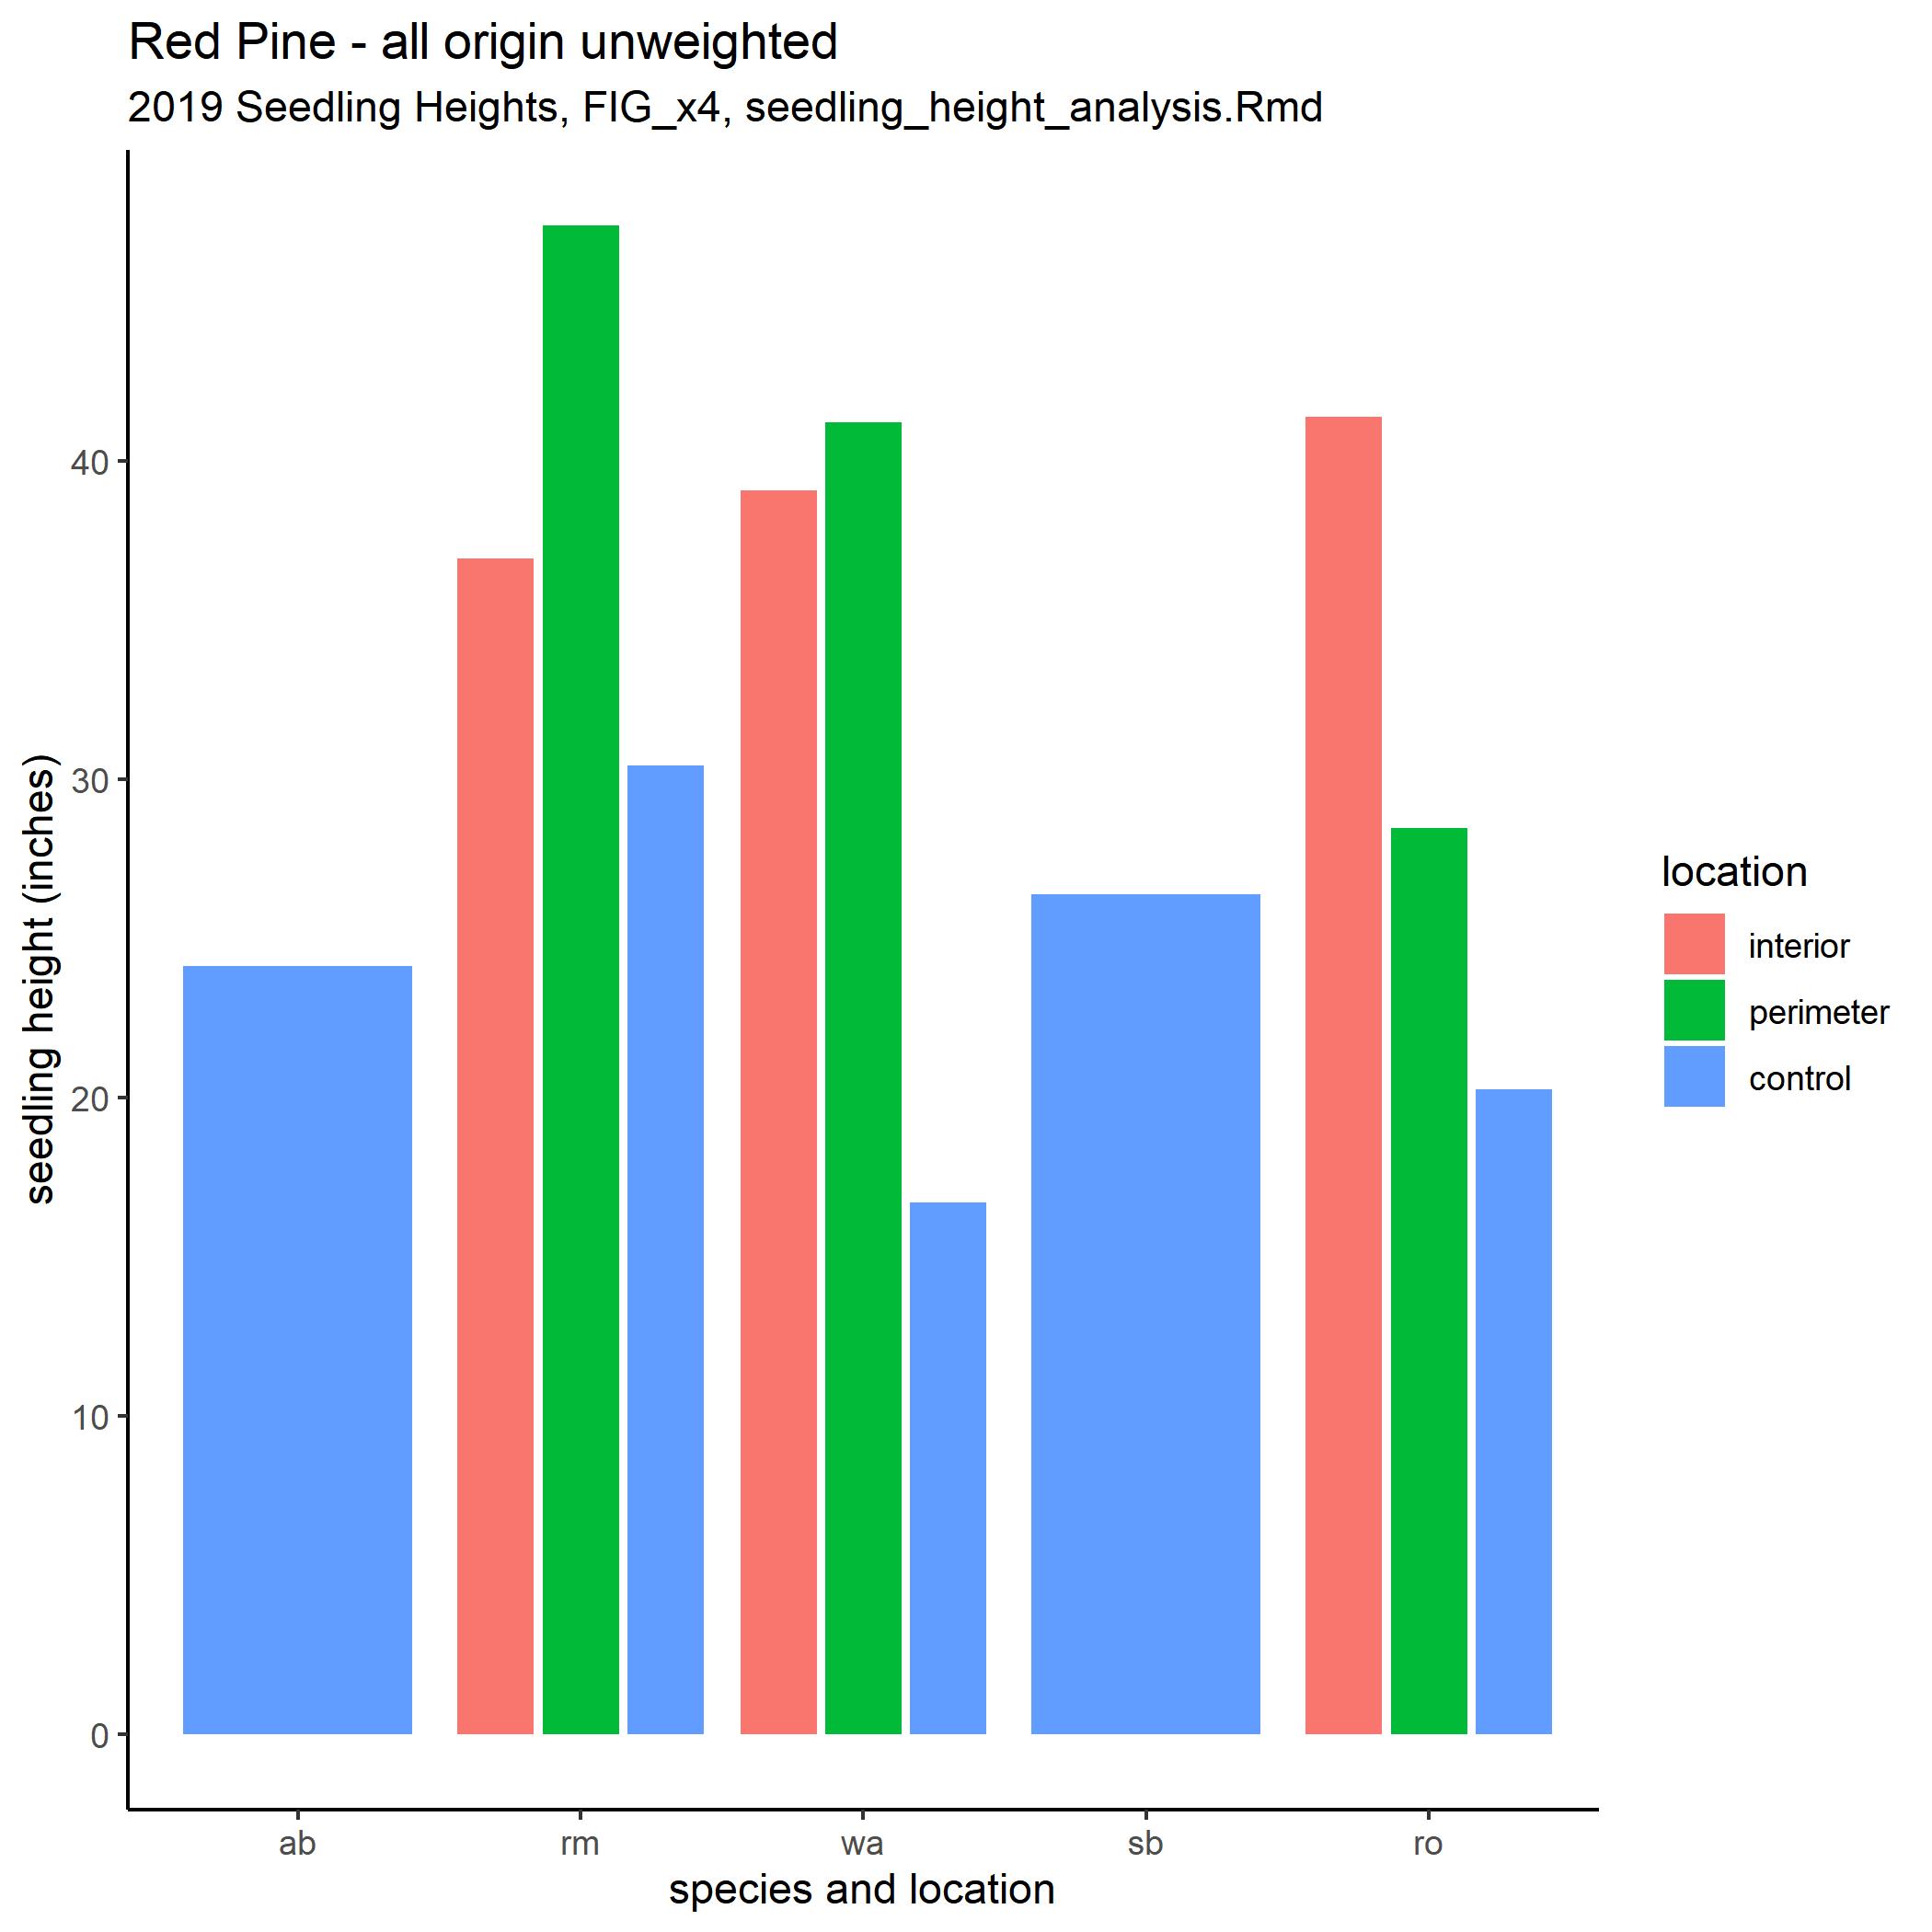 Red Pine - all origin unweighted
2019 Seedling Heights, FIG_x4, seedling_height_analysis.Rmd
seedling height (inches)
40
30
20
10
0
ab rm wa sb ro
species and location
location
interior
perimeter
control